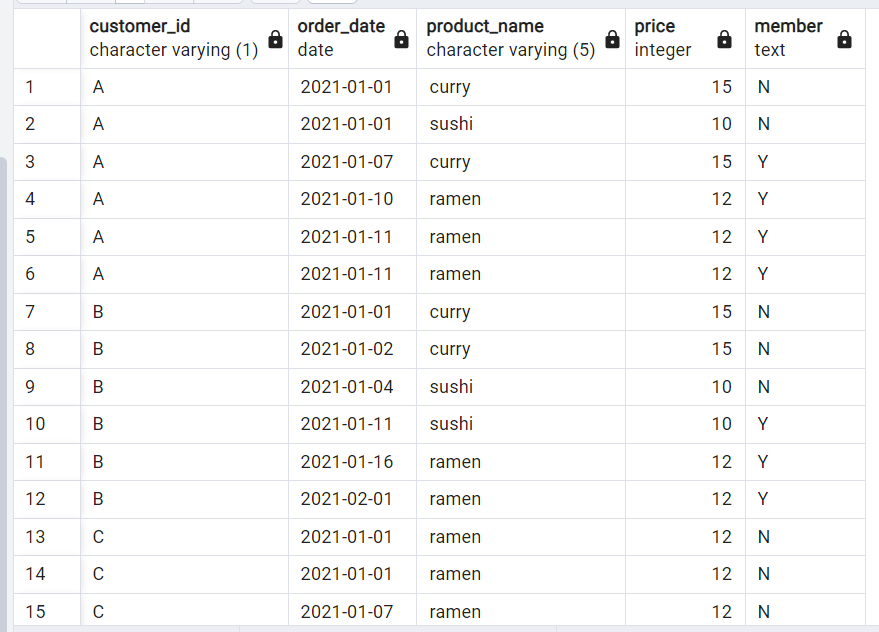 customer_id order_date product_name price member
character varying (1) date character varying (5) integer text
1 A 2021-01-01 curry 15 N
2 A 2021-01-01 sushi 10 N
3 A 2021-01-07 curry 15 Y
4 A 2021-01-10 ramen 12 Y
5 A 2021-01-11 ramen 12 Y
6 A 2021-01-11 ramen 12 Y
7 B 2021-01-01 curry 15 N
8 B 2021-01-02 curry 15 N
9 B 2021-01-04 sushi 10 N
10 B 2021-01-11 sushi 10 Y
11 B 2021-01-16 ramen 12 Y
12 B 2021-02-01 ramen 12 Y
13 C 2021-01-01 ramen 12 N
14 C 2021-01-01 ramen 12 N
15 C 2021-01-07 ramen 12 N